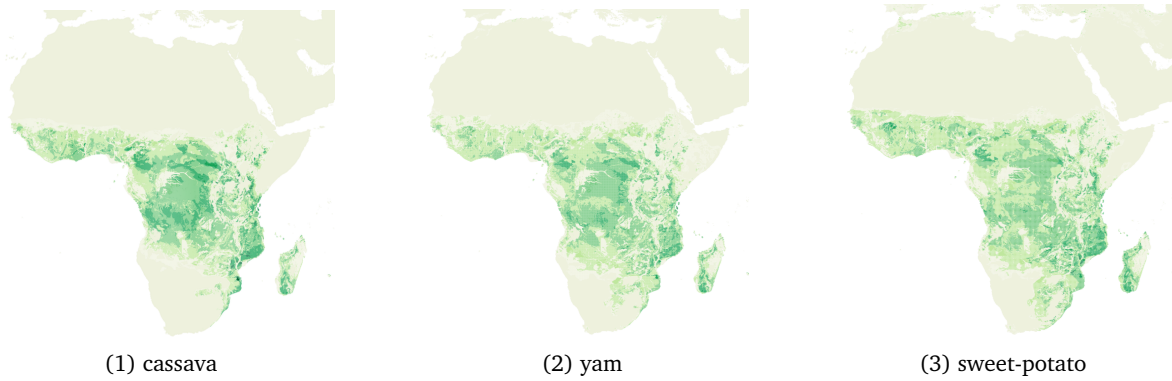 (1) cassava
(2) yam
(3) sweet-potato